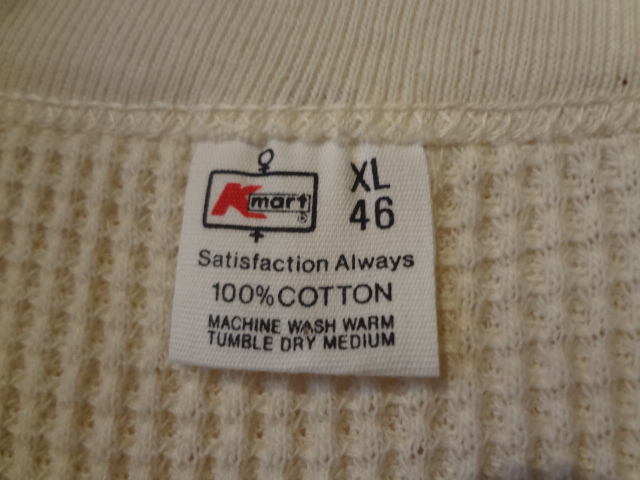 Kmart®
XL
46
Satisfaction Always
100% COTTON
MACHINE WASH WARM
TUMBLE DRY MEDIUM